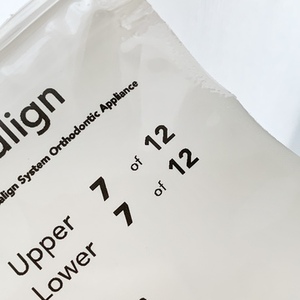 align
align System Orthodontic Appliance
Upper 7 of 12
Lower 7 of 12